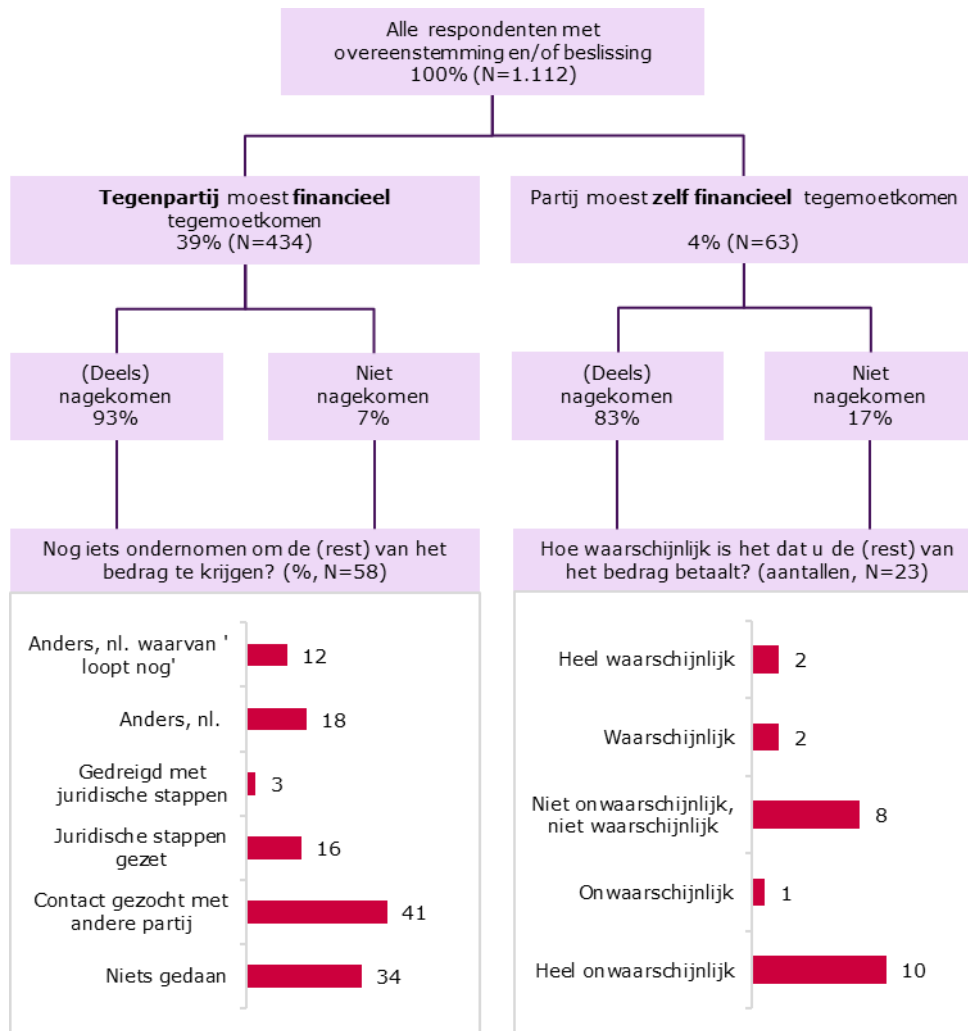 Alle respondenten met
overeenstemming en/of beslissing
100% (N=1.112)
Tegenpartij moest financieel
tegemoetkomen
39% (N=434)
Partij moest zelf financieel tegemoetkomen
4% (N=63)
(Deels)
nagekomen
93%
Niet
nagekomen
7%
(Deels)
nagekomen
83%
Niet
nagekomen
17%
Nog iets ondernomen om de (rest) van het
bedrag te krijgen? (%, N=58)
Anders, nl. waarvan '
loopt nog'
12
Anders, nl.
18
Gedreigd met
juridische stappen
3
Juridische stappen
gezet
16
Contact gezocht met
andere partij
41
Niets gedaan
34
Hoe waarschijnlijk is het dat u de (rest) van
het bedrag betaalt? (aantallen, N=23)
Heel waarschijnlijk
2
Waarschijnlijk
2
Niet onwaarschijnlijk,
niet waarschijnlijk
8
Onwaarschijnlijk
1
Heel onwaarschijnlijk
10